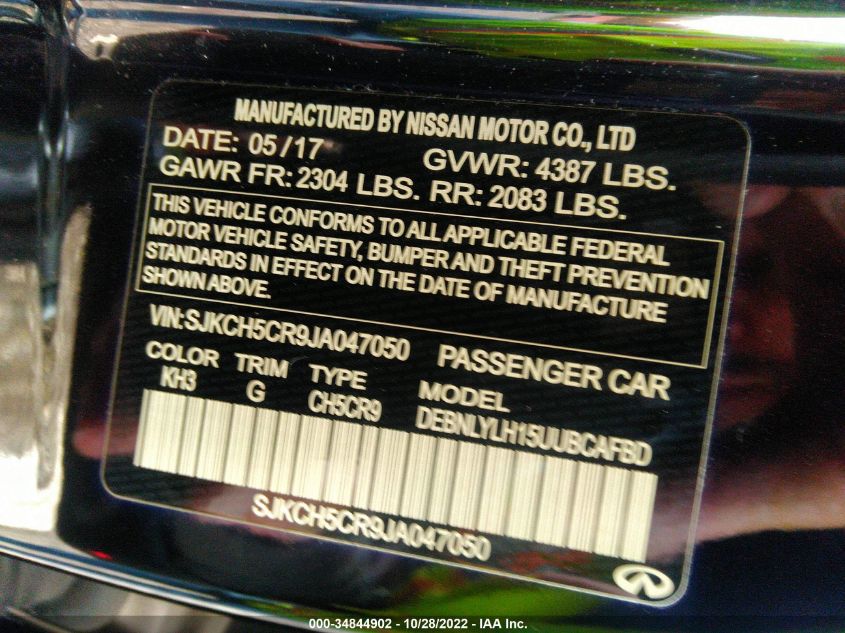 MANUFACTURED BY NISSAN MOTOR CO., LTD
DATE: 05/17 GVWR: 4387 LBS.
GAWR FR: 2304 LBS. RR: 2083 LBS.
THIS VEHICLE CONFORMS TO ALL APPLICABLE FEDERAL
MOTOR VEHICLE SAFETY, BUMPER AND THEFT PREVENTION
STANDARDS IN EFFECT ON THE DATE OF MANUFACTURE
SHOWN ABOVE.
VIN: SJKCH5CR9JA047050 PASSENGER CAR
COLOR TRIM TYPE MODEL
KH3 G CH5CR9 DEBNLYLH15UUBCAFBD
SJKCH5CR9JA047050
000-34844902 - 10/28/2022 - IAA Inc.